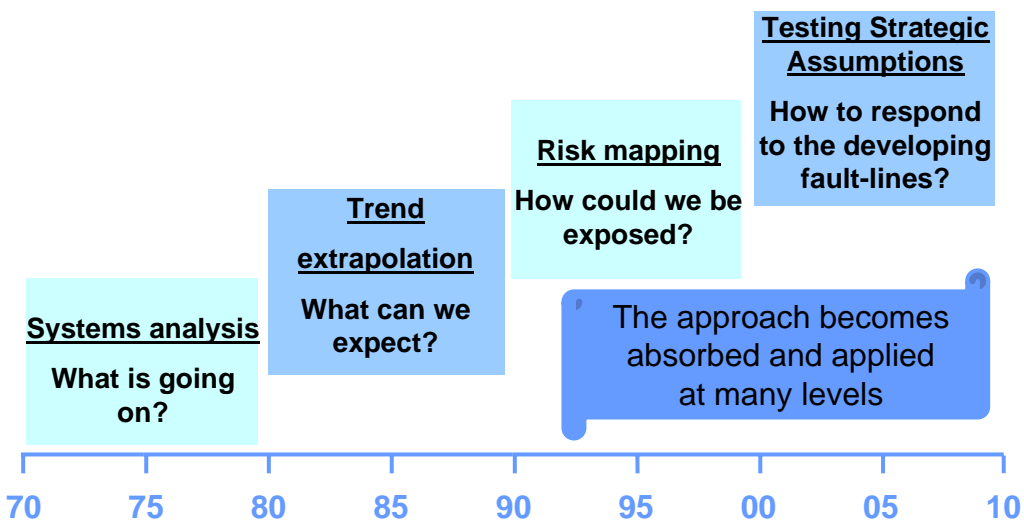 Testing Strategic
Assumptions
How to respond
to the developing
fault-lines?
Risk mapping
How could we be
exposed?
Trend
extrapolation
What can we
expect?
Systems analysis
What is going
on?
The approach becomes
absorbed and applied
at many levels
70 75 80 85 90 95 00 05 10